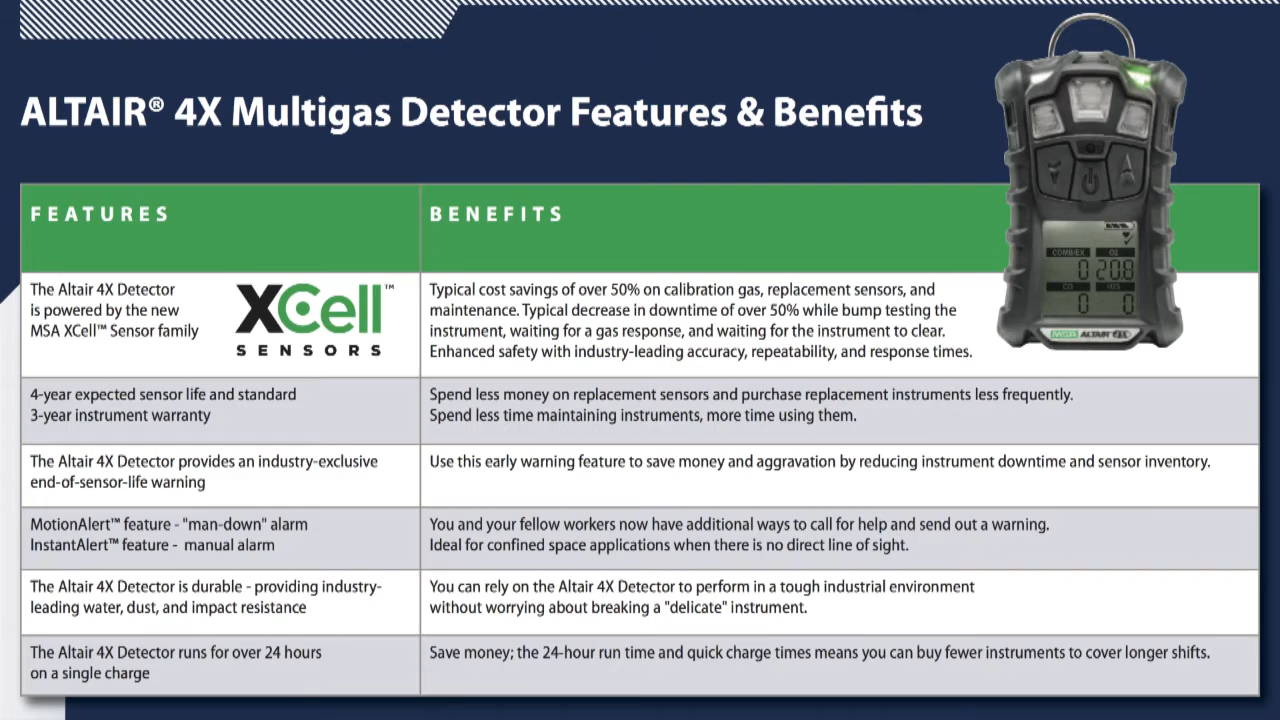 ALTAIR® 4X Multigas Detector Features & Benefits
FEATURES
BENEFITS
The Altair 4X Detector
is powered by the new
MSA XCell™ Sensor family
XCell™
SENSORS
Typical cost savings of over 50% on calibration gas, replacement sensors, and
maintenance. Typical decrease in downtime of over 50% while bump testing the
instrument, waiting for a gas response, and waiting for the instrument to clear.
Enhanced safety with industry-leading accuracy, repeatability, and response times.
COMB/EX O2
0 20.8
CO H2S
0 0
MSA ALTAIR 4X
4-year expected sensor life and standard
3-year instrument warranty
Spend less money on replacement sensors and purchase replacement instruments less frequently.
Spend less time maintaining instruments, more time using them.
The Altair 4X Detector provides an industry-exclusive
end-of-sensor-life warning
Use this early warning feature to save money and aggravation by reducing instrument downtime and sensor inventory.
MotionAlert™ feature - "man-down" alarm
InstantAlert™ feature - manual alarm
You and your fellow workers now have additional ways to call for help and send out a warning.
Ideal for confined space applications when there is no direct line of sight.
The Altair 4X Detector is durable - providing industry-
leading water, dust, and impact resistance
You can rely on the Altair 4X Detector to perform in a tough industrial environment
without worrying about breaking a "delicate" instrument.
The Altair 4X Detector runs for over 24 hours
on a single charge
Save money; the 24-hour run time and quick charge times means you can buy fewer instruments to cover longer shifts.